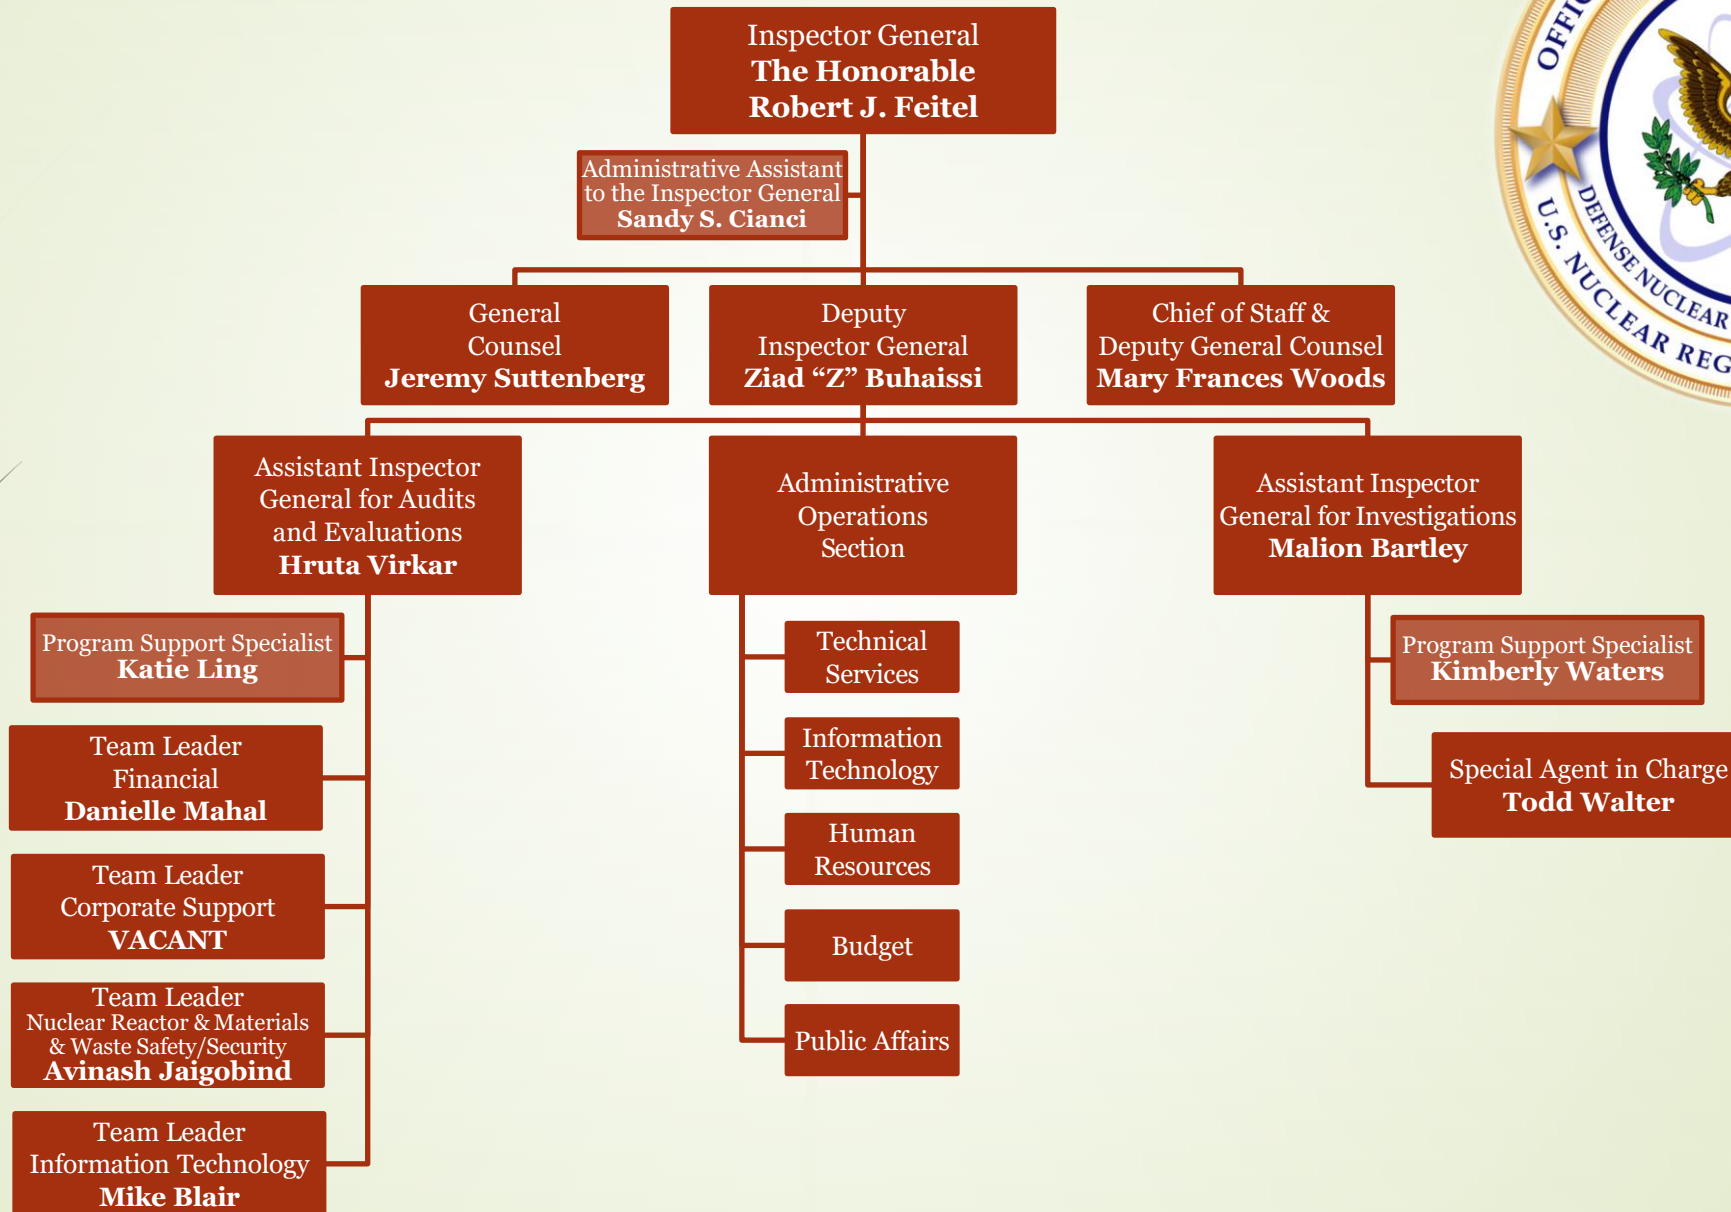 Inspector General
The Honorable
Robert J. Feitel
Administrative Assistant
to the Inspector General
Sandy S. Cianci
General
Counsel
Jeremy Suttenberg
Deputy
Inspector General
Ziad “Z” Buhaissi
Chief of Staff &
Deputy General Counsel
Mary Frances Woods
Assistant Inspector
General for Audits
and Evaluations
Hruta Virkar
Administrative
Operations
Section
Assistant Inspector
General for Investigations
Malion Bartley
Program Support Specialist
Katie Ling
Team Leader
Financial
Danielle Mahal
Team Leader
Corporate Support
VACANT
Team Leader
Nuclear Reactor & Materials
& Waste Safety/Security
Avinash Jaigobind
Team Leader
Information Technology
Mike Blair
Technical
Services
Information
Technology
Human
Resources
Budget
Public Affairs
Program Support Specialist
Kimberly Waters
Special Agent in Charge
Todd Walter
DEFENSE NUCLEAR
U.S. NUCLEAR